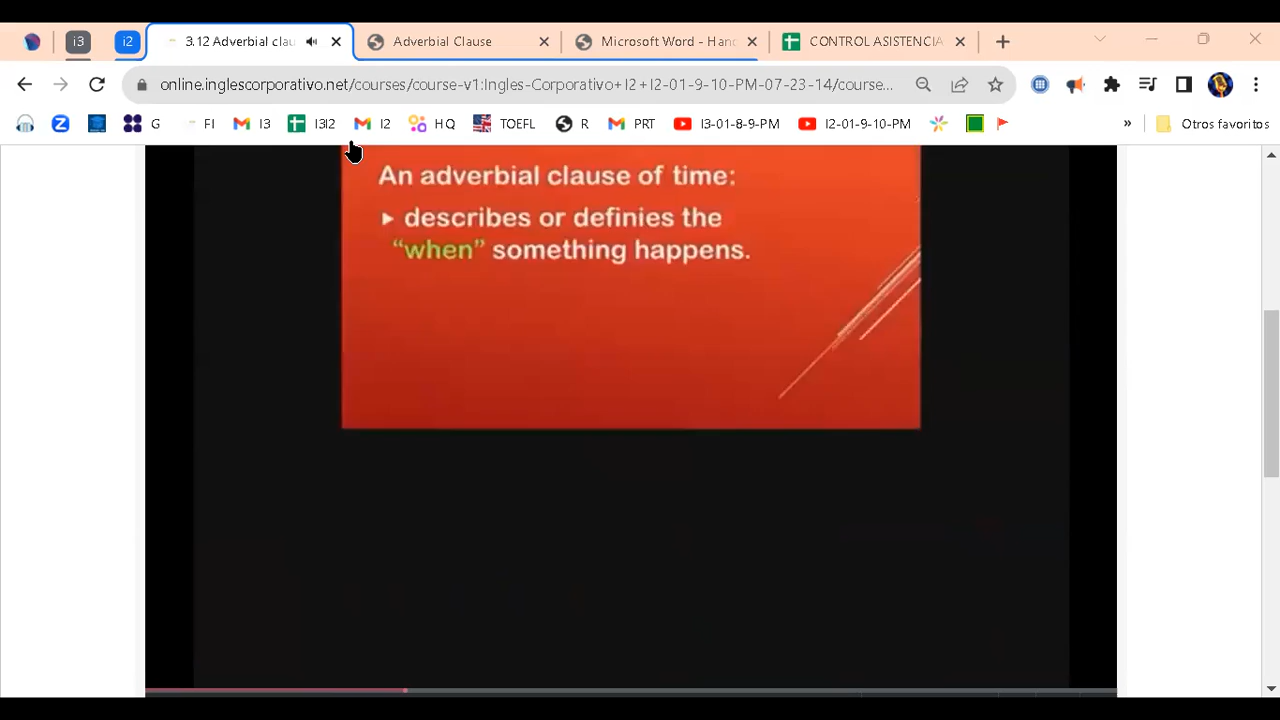 i3 i2 3.12 Adverbial clau Adverbial Clause Microsoft Word - Han CONTROL ASISTENCIA
online.inglescorporativo.net/courses/course-v1:Ingles-Corporativo+I2+I2-01-9-10-PM-07-23-14/course...
G FI I3 I3I2 I2 HQ TOEFL R PRT I3-01-8-9-PM I2-01-9-10-PM » Otros favoritos
An adverbial clause of time:
describes or definies the
"when" something happens.